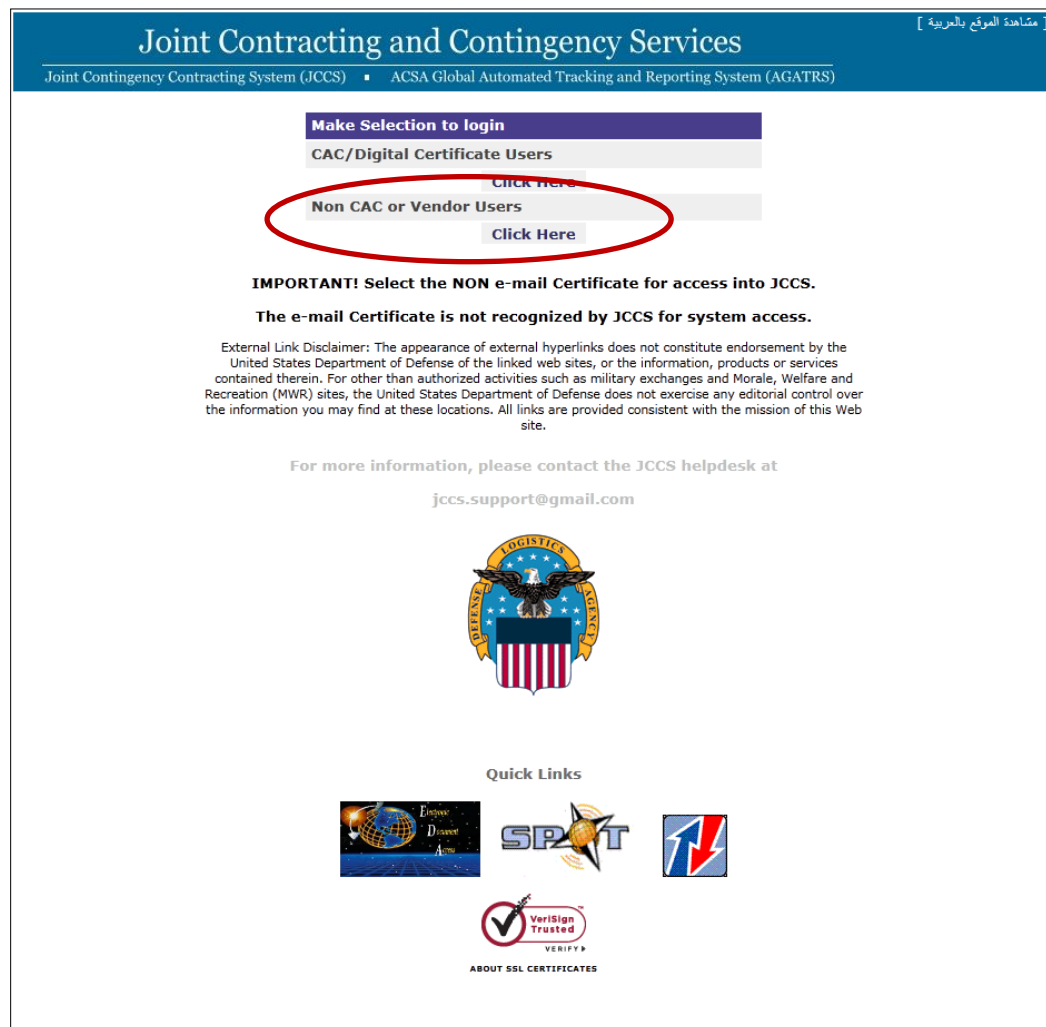 [ مشاهدة الموقع بالعربية ]
Joint Contracting and Contingency Services
Joint Contingency Contracting System (JCCS) ▪ ACSA Global Automated Tracking and Reporting System (AGATRS)
Make Selection to login
CAC/Digital Certificate Users
Click Here
Non CAC or Vendor Users
Click Here
IMPORTANT! Select the NON e-mail Certificate for access into JCCS.
The e-mail Certificate is not recognized by JCCS for system access.
External Link Disclaimer: The appearance of external hyperlinks does not constitute endorsement by the
United States Department of Defense of the linked web sites, or the information, products or services
contained therein. For other than authorized activities such as military exchanges and Morale, Welfare and
Recreation (MWR) sites, the United States Department of Defense does not exercise any editorial control over
the information you may find at these locations. All links are provided consistent with the mission of this Web
site.
For more information, please contact the JCCS helpdesk at
jccs.support@gmail.com
DEFENSE LOGISTICS AGENCY
Quick Links
Electronic
Document
Access
SPOT
VeriSign
Trusted
™
VERIFY
ABOUT SSL CERTIFICATES